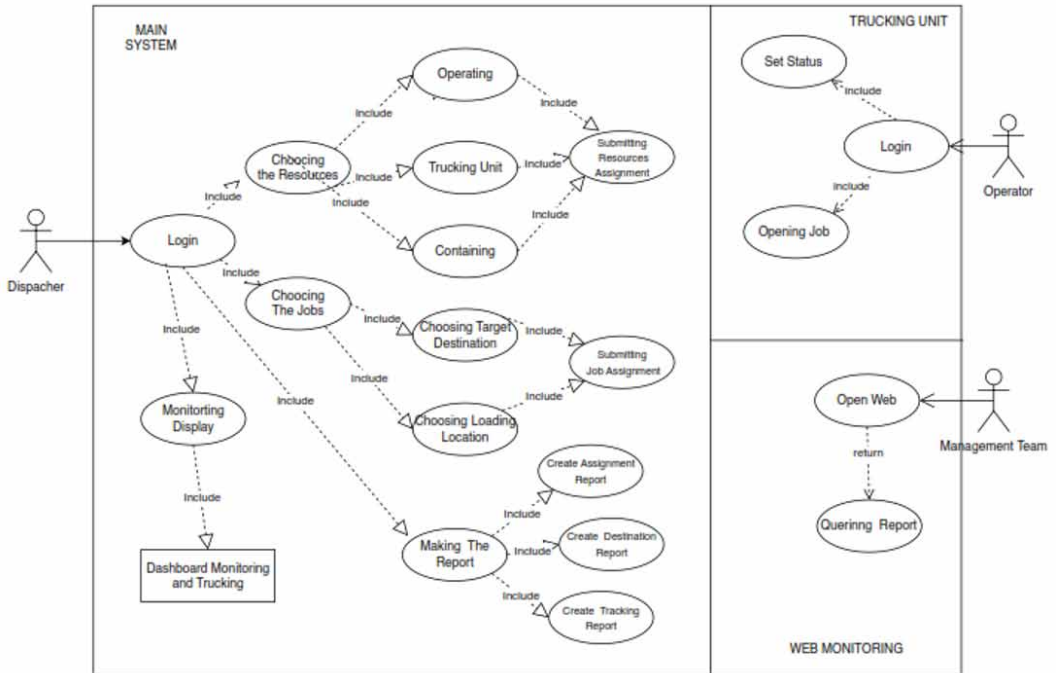 MAIN
SYSTEM
TRUCKING UNIT
Operating
Set Status
Include
Include
Include
Submitting
Resources
Assignment
Choocing
the Resources
Include
Trucking Unit
Include
Login
Operator
Include
Include
Include
Include
Login
Containing
Opening Job
Dispacher
Include
Choocing
The Jobs
Include
Choosing Target
Destination
Include
Submitting
Job Assignment
Include
Include
Include
Include
Open Web
Monitorting
Display
Choosing Loading
Location
Management Team
return
Create Assignment
Report
Include
Include
Queringg Report
Making The
Report
Include
Create Destination
Report
Dashboard Monitoring
and Trucking
Include
Create Tracking
Report
WEB MONITORING